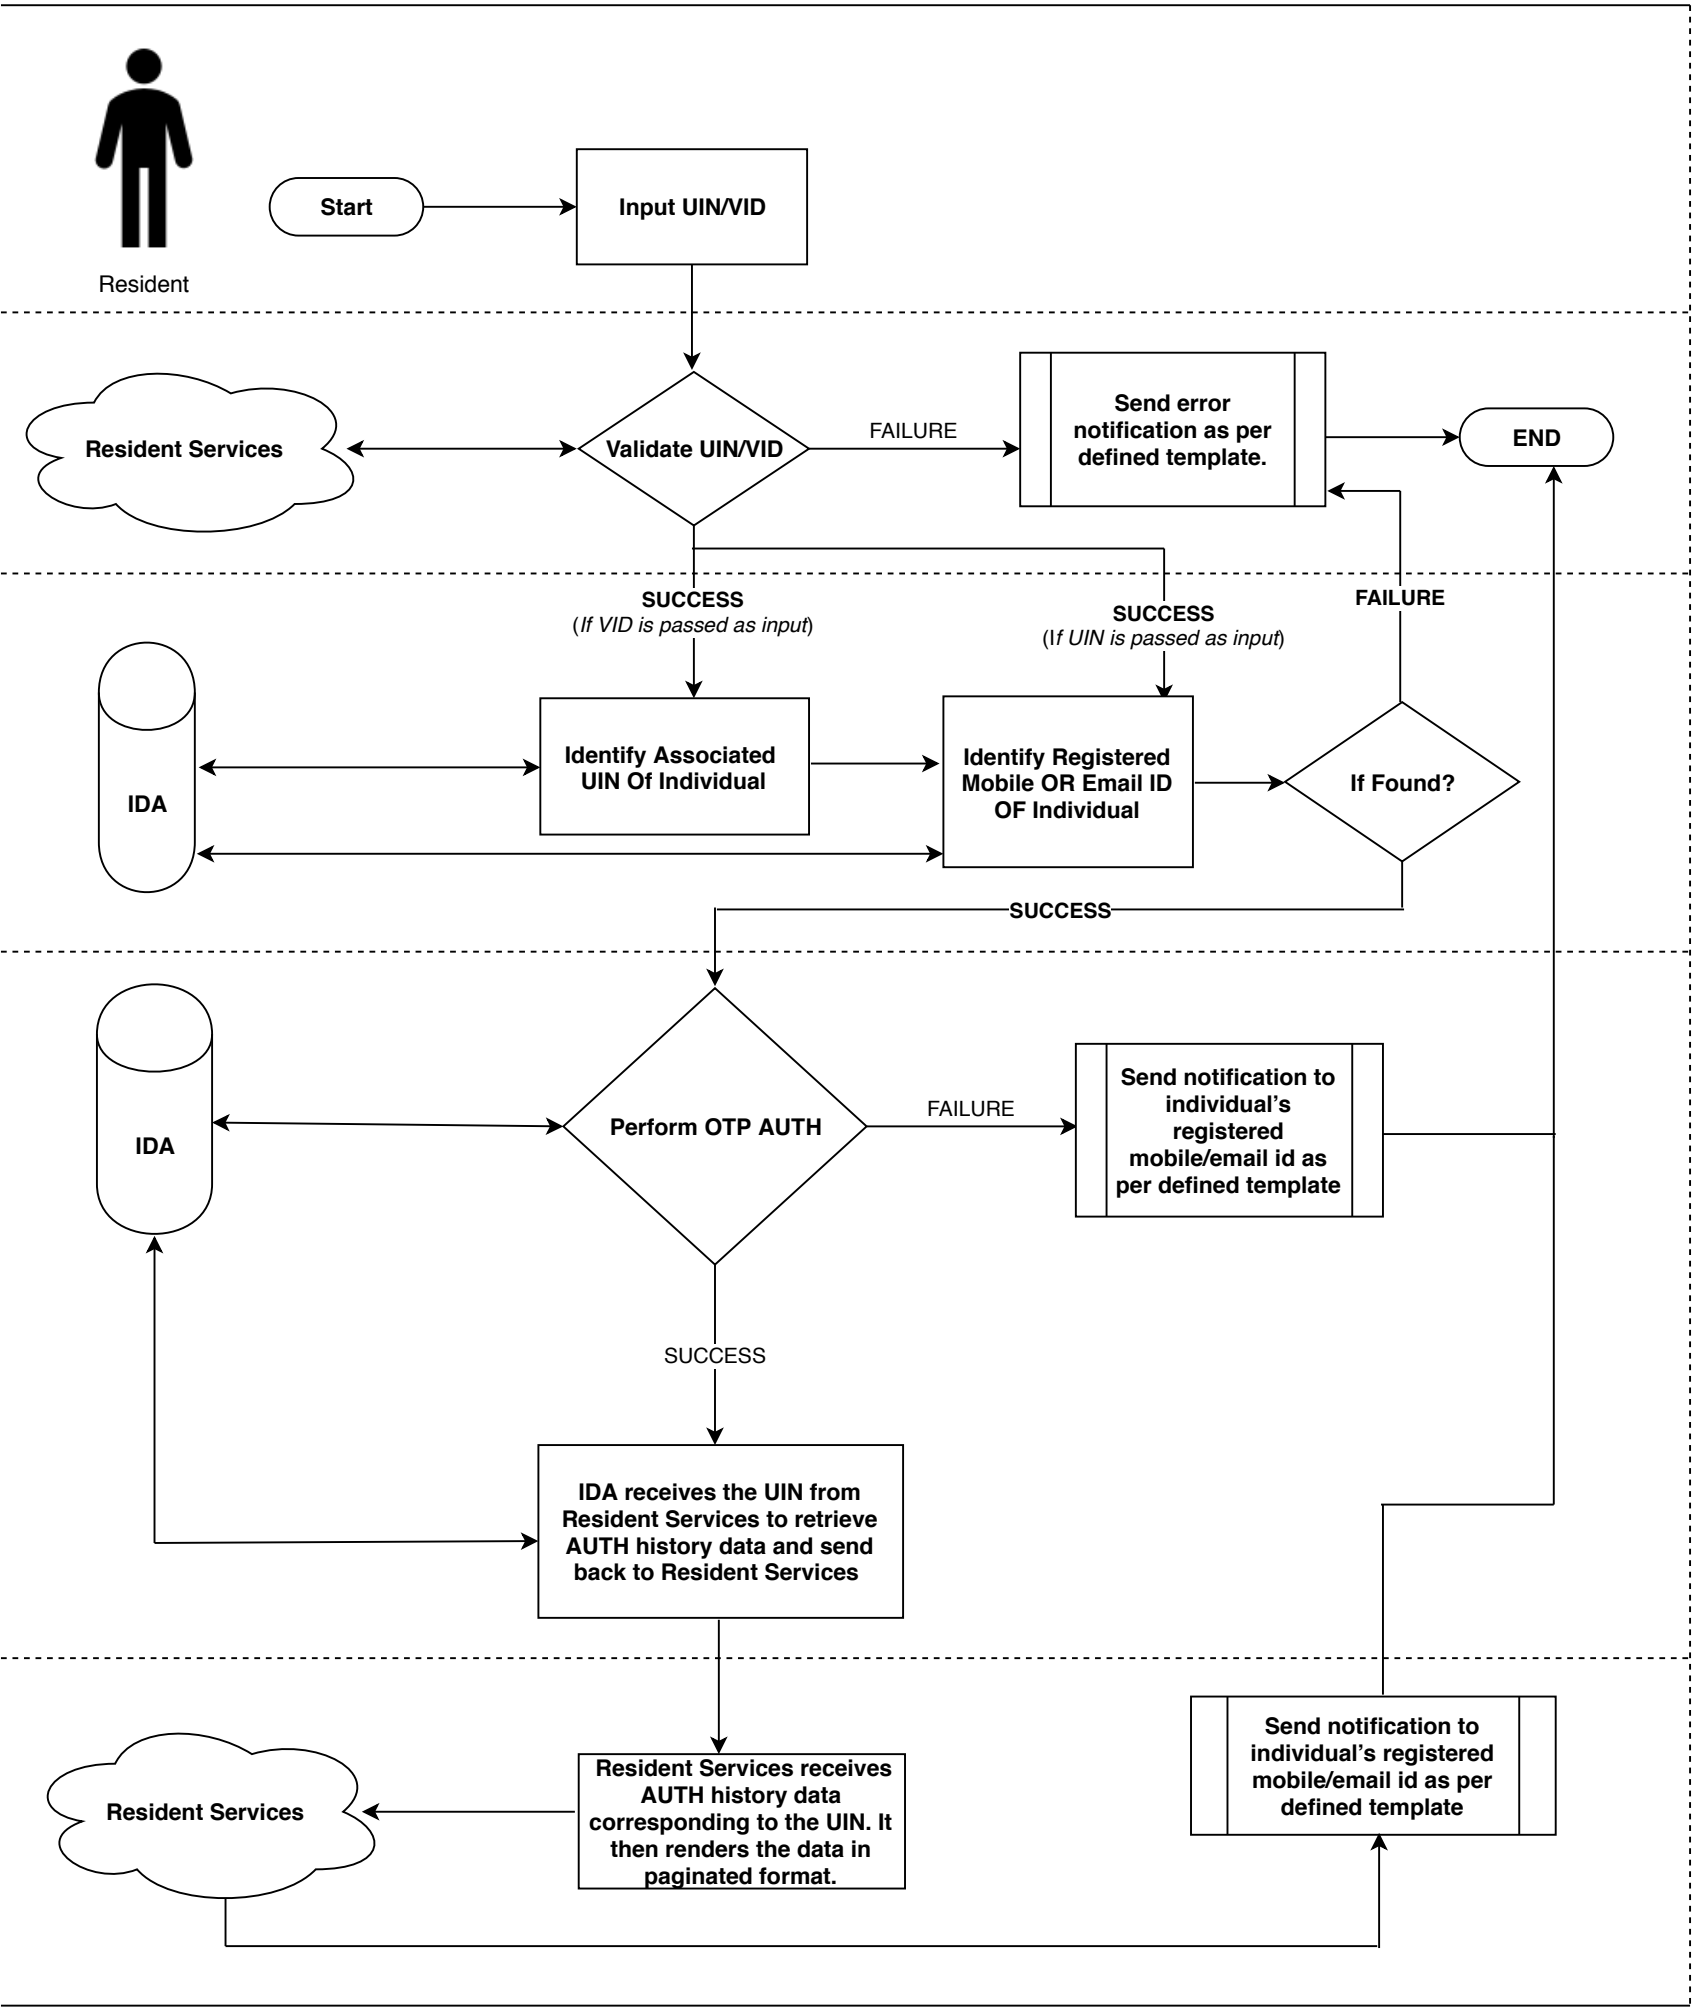 Start
Input UIN/VID
Resident
Resident Services
Validate UIN/VID
FAILURE
Send error
notification as per
defined template.
END
SUCCESS
(If VID is passed as input)
SUCCESS
(If UIN is passed as input)
FAILURE
IDA
Identify Associated
UIN Of Individual
Identify Registered
Mobile OR Email ID
OF Individual
If Found?
SUCCESS
IDA
Perform OTP AUTH
FAILURE
Send notification to
individual’s
registered
mobile/email id as
per defined template
SUCCESS
IDA receives the UIN from
Resident Services to retrieve
AUTH history data and send
back to Resident Services
Resident Services
Resident Services receives
AUTH history data
corresponding to the UIN. It
then renders the data in
paginated format.
Send notification to
individual’s registered
mobile/email id as per
defined template